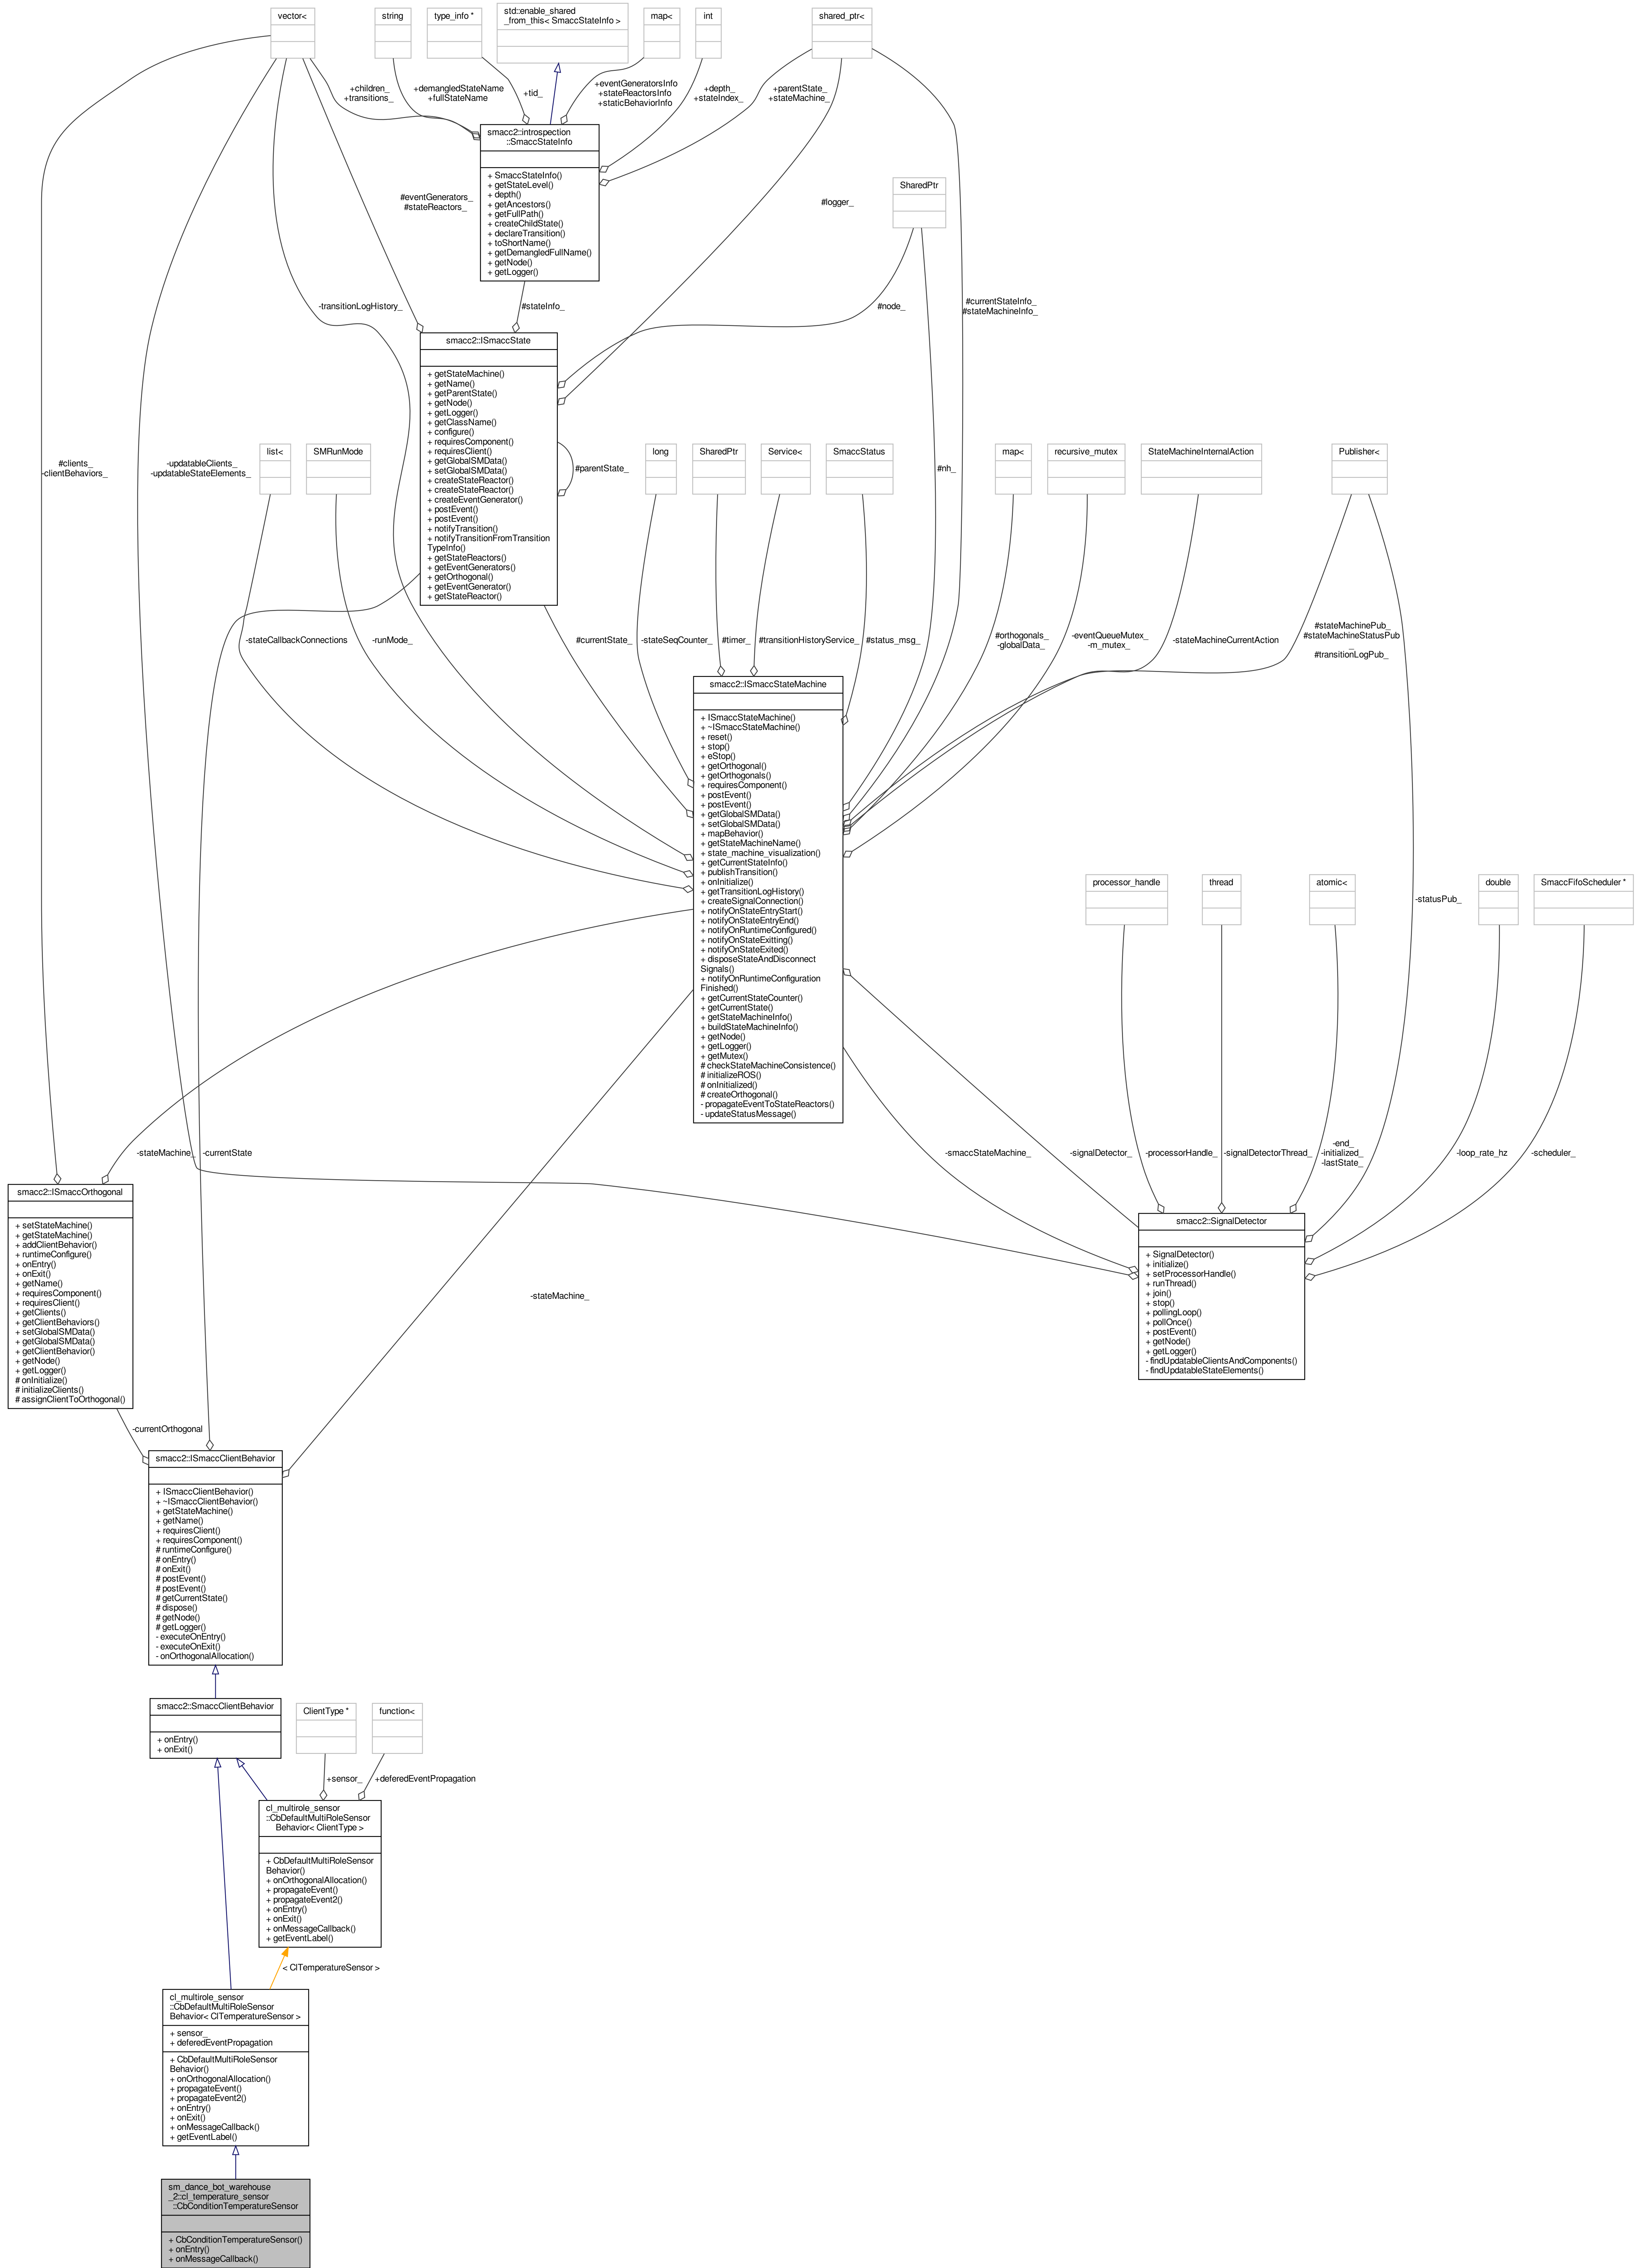 vector<
string
type_info *
std::enable_shared
_from_this< SmaccStateInfo >
map<
int
shared_ptr<
+children_
+transitions_
+demangledStateName
+fullStateName
+tid_
+eventGeneratorsInfo
+stateReactorsInfo
+staticBehaviorInfo
+depth_
+stateIndex_
+parentState_
+stateMachine_
smacc2::introspection
::SmaccStateInfo
+ SmaccStateInfo()
+ getStateLevel()
+ depth()
+ getAncestors()
+ getFullPath()
+ createChildState()
+ declareTransition()
+ toShortName()
+ getDemangledFullName()
+ getNode()
+ getLogger()
#eventGenerators_
#stateReactors_
#logger_
SharedPtr
-transitionLogHistory_
#stateInfo_
#node_
#currentStateInfo_
#stateMachineInfo_
smacc2::ISmaccState
+ getStateMachine()
+ getName()
+ getParentState()
+ getNode()
+ getLogger()
+ getClassName()
+ configure()
+ requiresComponent()
+ requiresClient()
+ getGlobalSMData()
+ setGlobalSMData()
+ createStateReactor()
+ createStateReactor()
+ createEventGenerator()
+ postEvent()
+ postEvent()
+ notifyTransition()
+ notifyTransitionFromTransition
TypeInfo()
+ getStateReactors()
+ getEventGenerators()
+ getOrthogonal()
+ getEventGenerator()
+ getStateReactor()
#clients_
-clientBehaviors_
-updatableClients_
-updatableStateElements_
list<
SMRunMode
#parentState_
long
SharedPtr
Service<
SmaccStatus
#nh_
map<
recursive_mutex
StateMachineInternalAction
Publisher<
-stateCallbackConnections
-runMode_
#currentState_
-stateSeqCounter_
#timer_
#transitionHistoryService_
#status_msg_
#orthogonals_
-globalData_
-eventQueueMutex_
-m_mutex_
-stateMachineCurrentAction
#stateMachinePub_
#stateMachineStatusPub
_
#transitionLogPub_
smacc2::ISmaccStateMachine
+ ISmaccStateMachine()
+ ~ISmaccStateMachine()
+ reset()
+ stop()
+ eStop()
+ getOrthogonal()
+ getOrthogonals()
+ requiresComponent()
+ postEvent()
+ postEvent()
+ getGlobalSMData()
+ setGlobalSMData()
+ mapBehavior()
+ getStateMachineName()
+ state_machine_visualization()
+ getCurrentStateInfo()
+ publishTransition()
+ onInitialize()
+ getTransitionLogHistory()
+ createSignalConnection()
+ notifyOnStateEntryStart()
+ notifyOnStateEntryEnd()
+ notifyOnRuntimeConfigured()
+ notifyOnStateExitting()
+ notifyOnStateExited()
+ disposeStateAndDisconnect
Signals()
+ notifyOnRuntimeConfiguration
Finished()
+ getCurrentStateCounter()
+ getCurrentState()
+ getStateMachineInfo()
+ buildStateMachineInfo()
+ getNode()
+ getLogger()
+ getMutex()
# checkStateMachineConsistence()
# initializeROS()
# onInitialized()
# createOrthogonal()
- propagateEventToStateReactors()
- updateStatusMessage()
processor_handle
thread
atomic<
double
SmaccFifoScheduler *
-statusPub_
-stateMachine_
-currentState
-smaccStateMachine_
-signalDetector_
-processorHandle_
-signalDetectorThread_
-end_
-initialized_
-lastState_
-loop_rate_hz
-scheduler_
smacc2::ISmaccOrthogonal
+ setStateMachine()
+ getStateMachine()
+ addClientBehavior()
+ runtimeConfigure()
+ onEntry()
+ onExit()
+ getName()
+ requiresComponent()
+ requiresClient()
+ getClients()
+ getClientBehaviors()
+ setGlobalSMData()
+ getGlobalSMData()
+ getClientBehavior()
+ getNode()
+ getLogger()
# onInitialize()
# initializeClients()
# assignClientToOrthogonal()
smacc2::SignalDetector
+ SignalDetector()
+ initialize()
+ setProcessorHandle()
+ runThread()
+ join()
+ stop()
+ pollingLoop()
+ pollOnce()
+ postEvent()
+ getNode()
+ getLogger()
- findUpdatableClientsAndComponents()
- findUpdatableStateElements()
-stateMachine_
-currentOrthogonal
smacc2::ISmaccClientBehavior
+ ISmaccClientBehavior()
+ ~ISmaccClientBehavior()
+ getStateMachine()
+ getName()
+ requiresClient()
+ requiresComponent()
# runtimeConfigure()
# onEntry()
# onExit()
# postEvent()
# postEvent()
# getCurrentState()
# dispose()
# getNode()
# getLogger()
- executeOnEntry()
- executeOnExit()
- onOrthogonalAllocation()
smacc2::SmaccClientBehavior
+ onEntry()
+ onExit()
ClientType *
function<
+sensor_
+deferedEventPropagation
cl_multirole_sensor
::CbDefaultMultiRoleSensor
Behavior< ClientType >
+ CbDefaultMultiRoleSensor
Behavior()
+ onOrthogonalAllocation()
+ propagateEvent()
+ propagateEvent2()
+ onEntry()
+ onExit()
+ onMessageCallback()
+ getEventLabel()
< ClTemperatureSensor >
cl_multirole_sensor
::CbDefaultMultiRoleSensor
Behavior< ClTemperatureSensor >
+ sensor_
+ deferedEventPropagation
+ CbDefaultMultiRoleSensor
Behavior()
+ onOrthogonalAllocation()
+ propagateEvent()
+ propagateEvent2()
+ onEntry()
+ onExit()
+ onMessageCallback()
+ getEventLabel()
sm_dance_bot_warehouse
_2::cl_temperature_sensor
::CbConditionTemperatureSensor
+ CbConditionTemperatureSensor()
+ onEntry()
+ onMessageCallback()